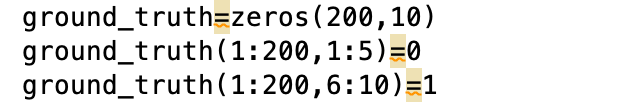 ground_truth=zeros(200,10)
ground_truth(1:200,1:5)=0
ground_truth(1:200,6:10)=1